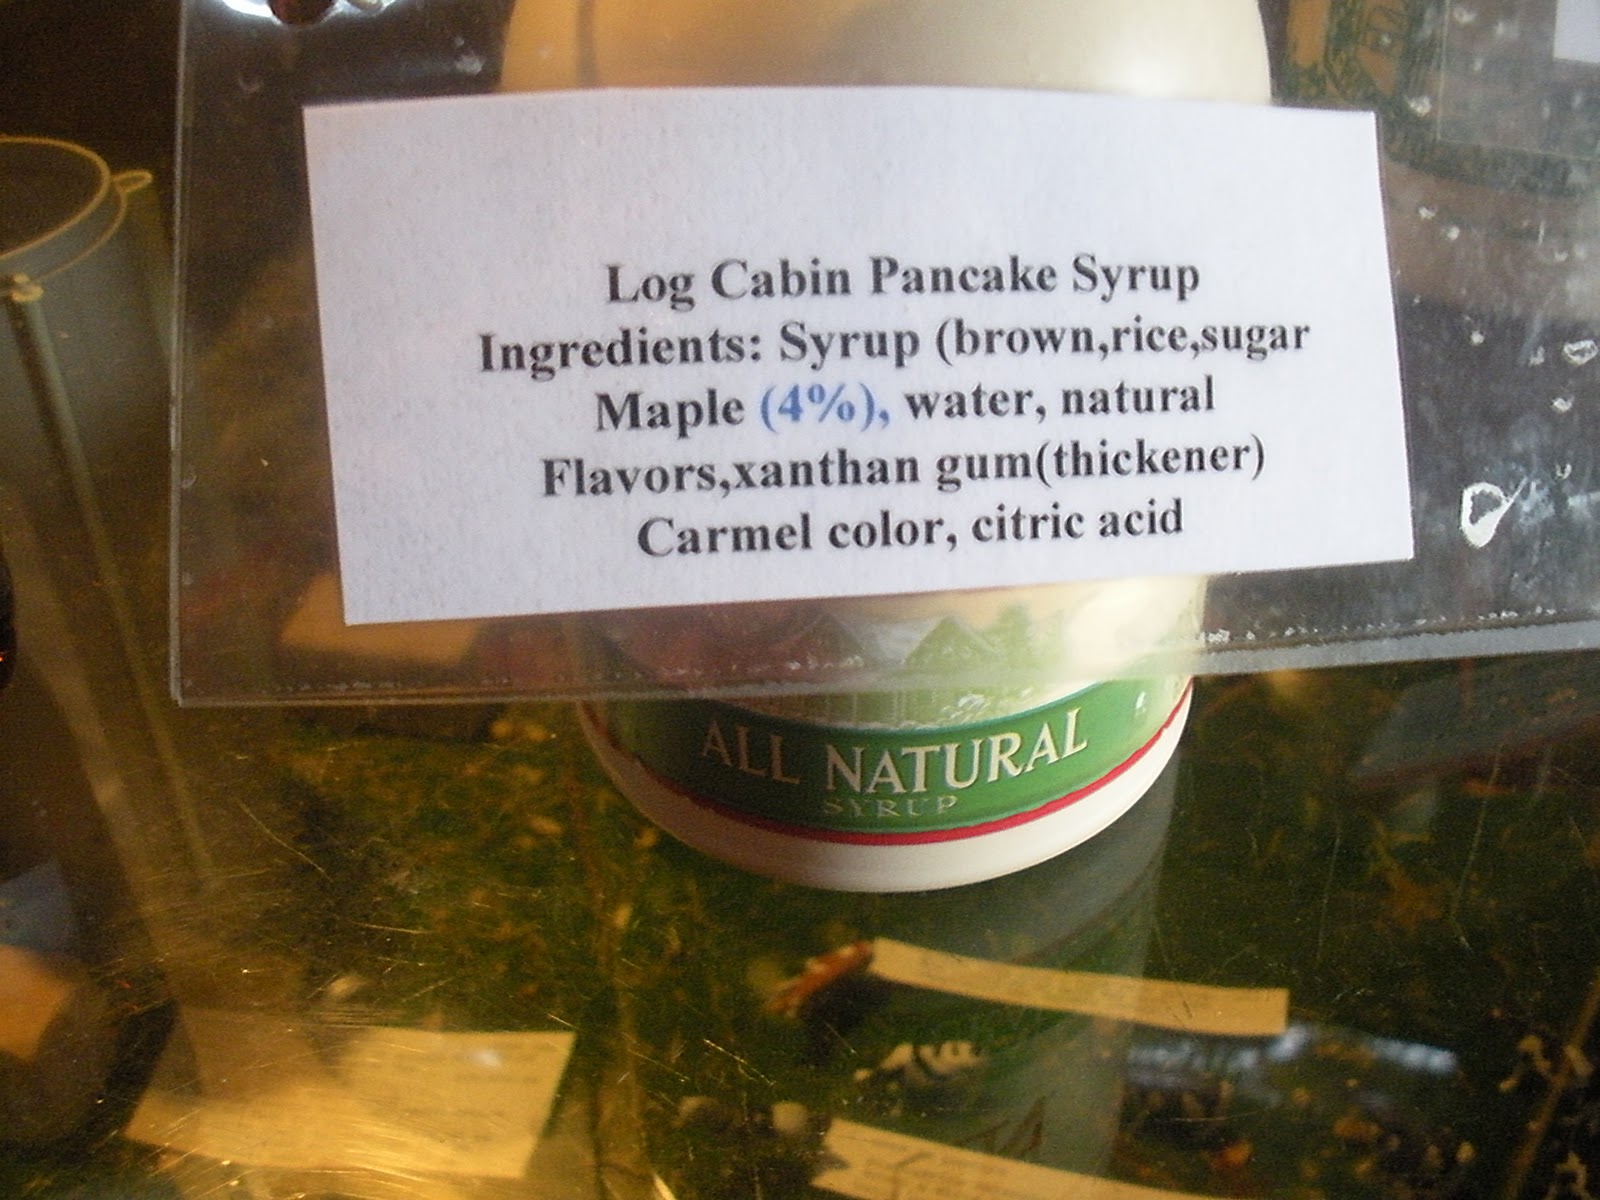 Log Cabin Pancake Syrup
Ingredients: Syrup (brown,rice,sugar
Maple (4%), water, natural
Flavors,xanthan gum(thickener)
Carmel color, citric acid
ALL NATURAL
SYRUP